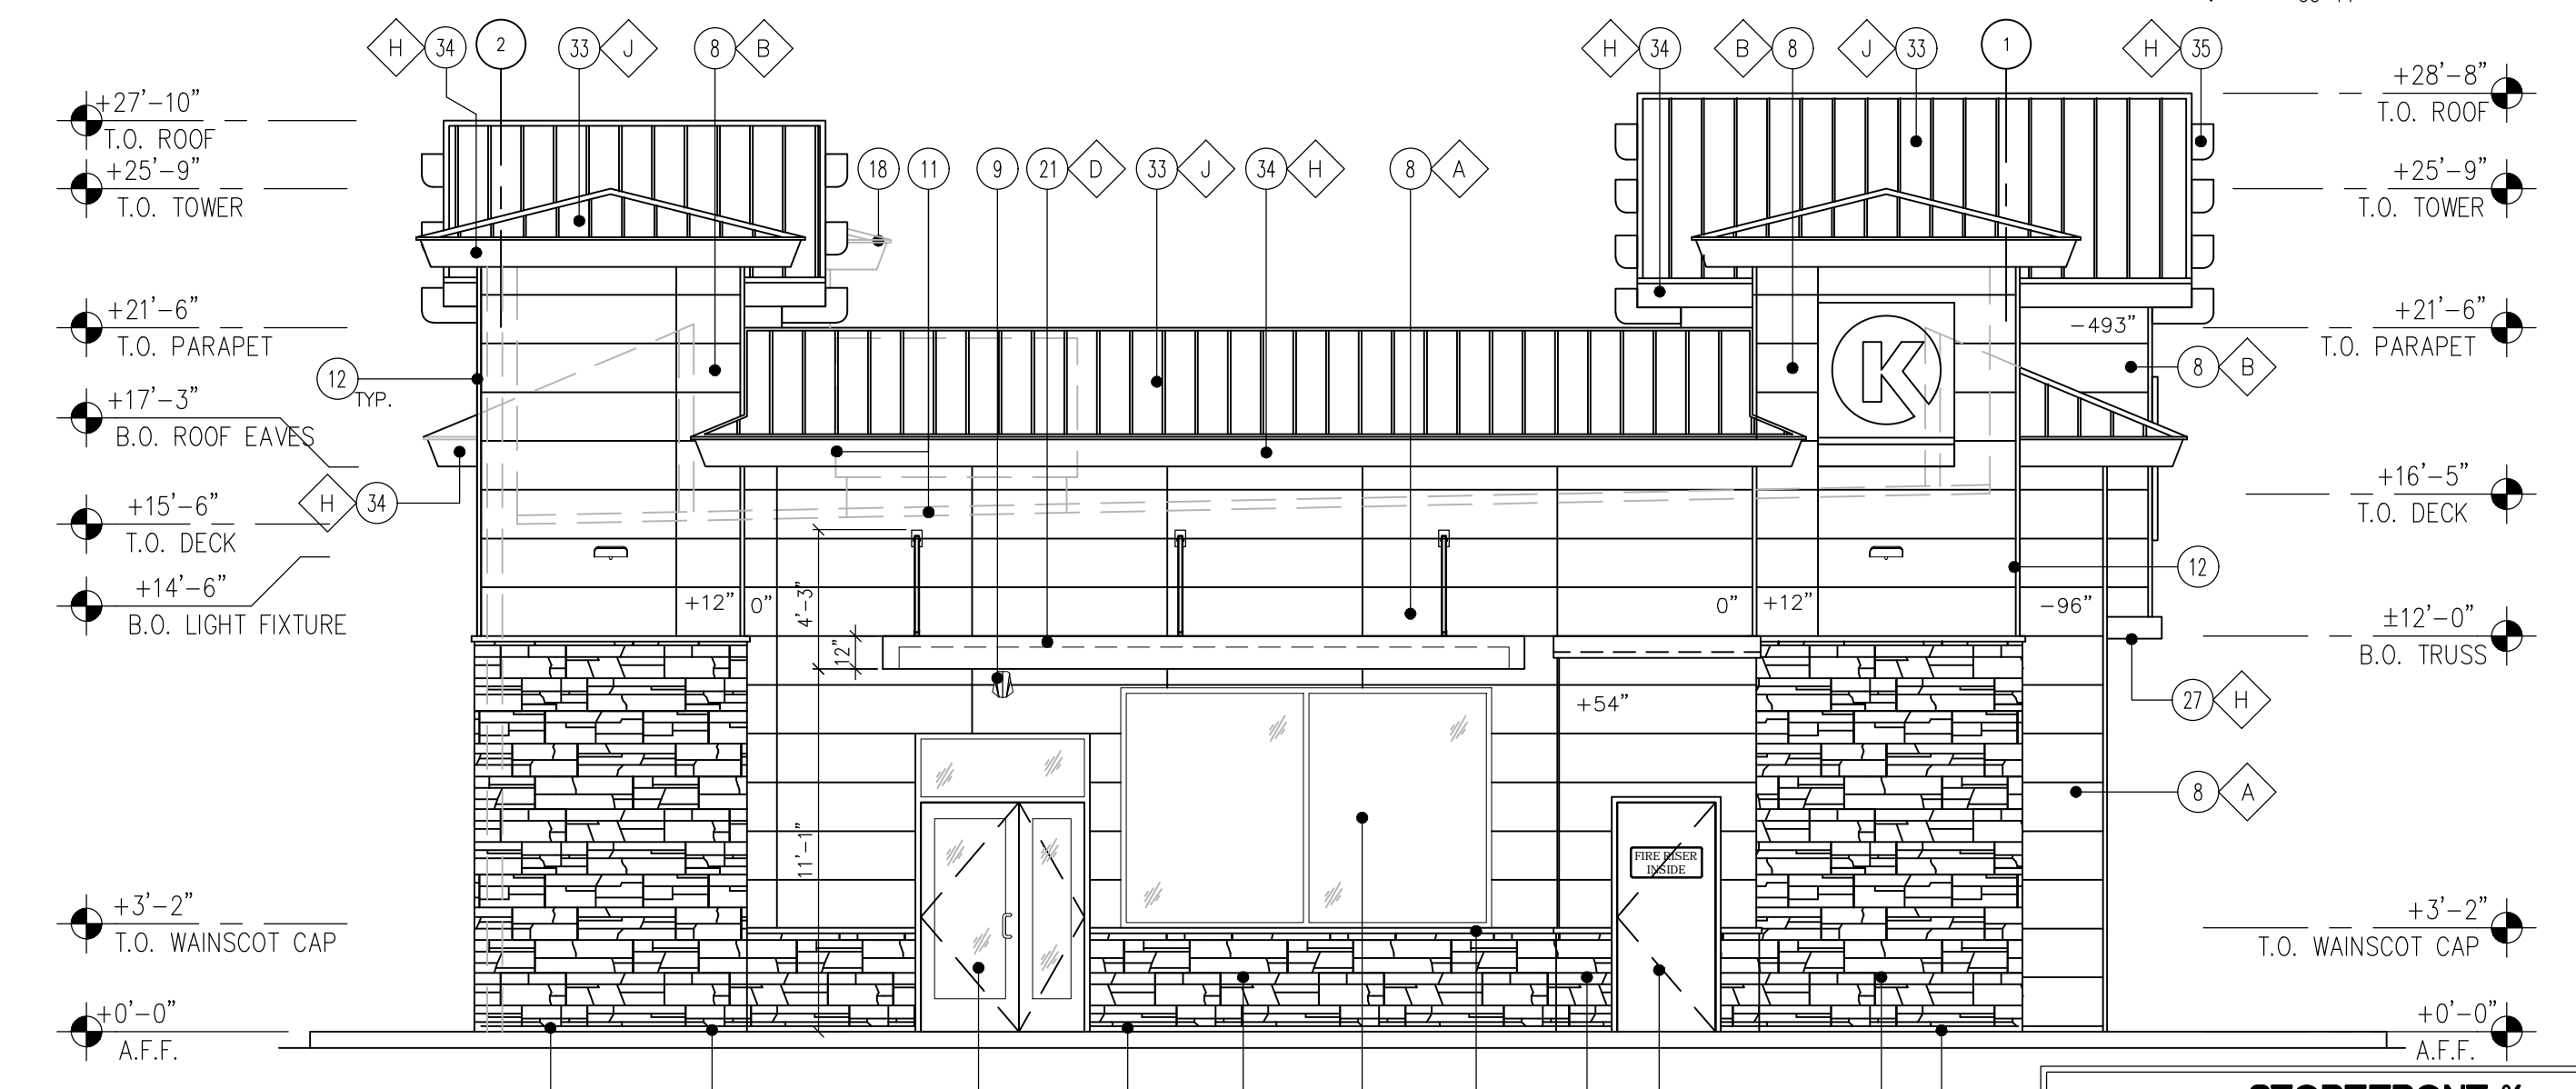 H 34 2 33 J 8 B H 34 B 8 J 33 1 H 35
+27'-10"
T.O. ROOF
+25'-9"
T.O. TOWER
+21'-6"
T.O. PARAPET
12
TYP.
+17'-3"
B.O. ROOF EAVES
H 34
+15'-6"
T.O. DECK
+14'-6"
B.O. LIGHT FIXTURE
+3'-2"
T.O. WAINSCOT CAP
+0'-0"
A.F.F.
18 11 9 21 D 33 J 34 H 8 A
K
+12" 0"
4'-3"
12"
11'-1"
0" +12"
-96"
-493"
+54"
FIRE RISER
INSIDE
+28'-8"
T.O. ROOF
+25'-9"
T.O. TOWER
+21'-6"
T.O. PARAPET
8 B
+16'-5"
T.O. DECK
12
±12'-0"
B.O. TRUSS
27 H
8 A
+3'-2"
T.O. WAINSCOT CAP
+0'-0"
A.F.F.